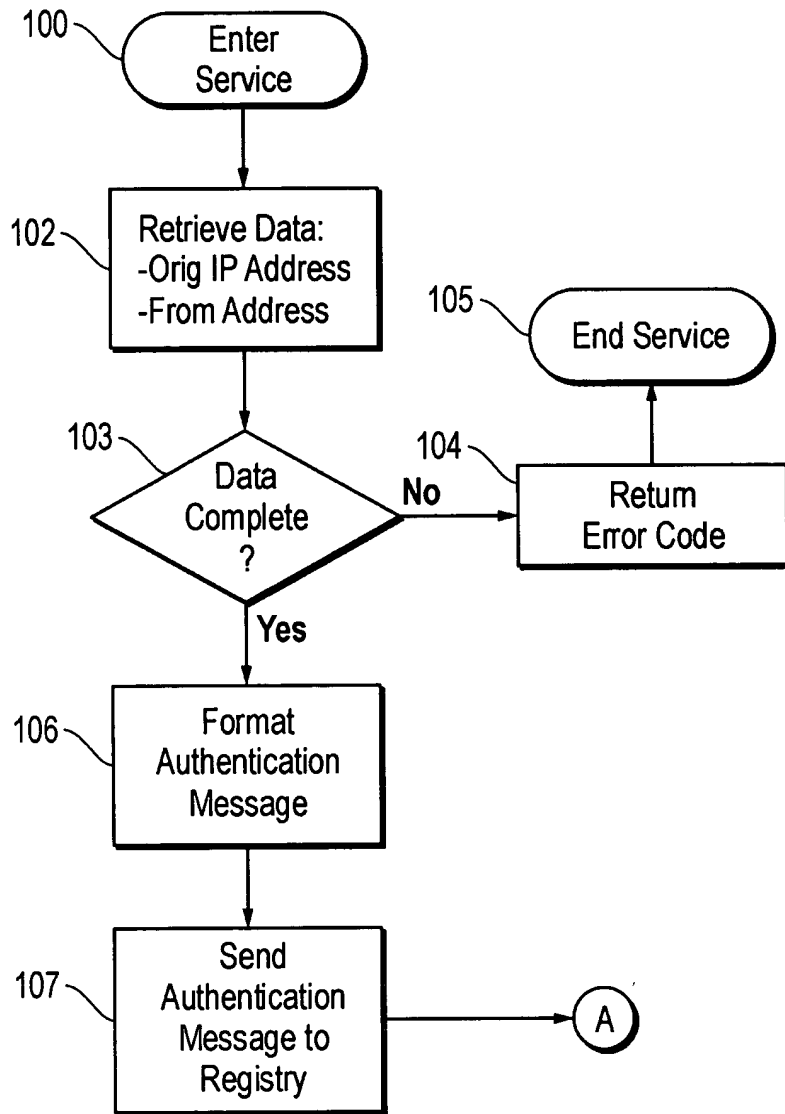 100
Enter
Service
102
Retrieve Data:
-Orig IP Address
-From Address
105
End Service
103
Data
Complete
?
No
104
Return
Error Code
Yes
106
Format
Authentication
Message
107
Send
Authentication
Message to
Registry
A